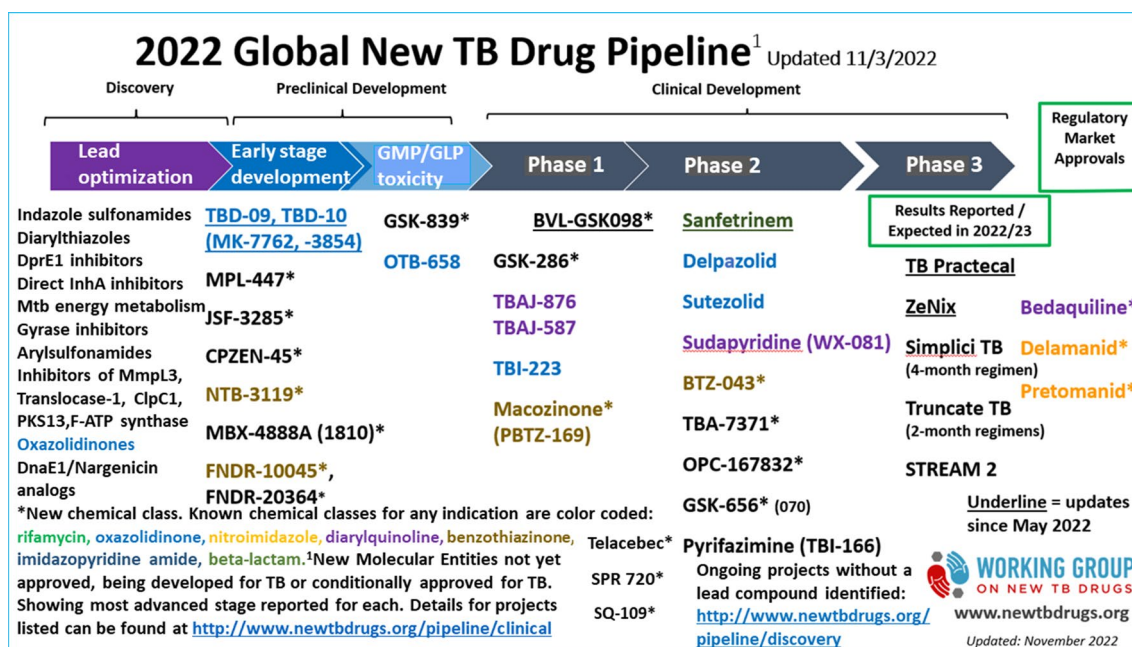 2022 Global New TB Drug Pipeline¹ Updated 11/3/2022
Discovery
Preclinical Development
Clinical Development
Lead
optimization
Early stage
development
GMP/GLP
toxicity
Phase 1
Phase 2
Phase 3
Regulatory
Market
Approvals
Indazole sulfonamides
Diarylthiazoles
DprE1 inhibitors
Direct InhA inhibitors
Mtb energy metabolism
Gyrase inhibitors
Arylsulfonamides
Inhibitors of MmpL3,
Translocase-1, ClpC1,
PKS13,F-ATP synthase
Oxazolidinones
DnaE1/Nargenicin
analogs
TBD-09, TBD-10
(MK-7762, -3854)
MPL-447*
JSF-3285*
CPZEN-45*
NTB-3119*
MBX-4888A (1810)*
FNDR-10045*,
FNDR-20364*
GSK-839*
OTB-658
BVL-GSK098*
GSK-286*
TBAJ-876
TBAJ-587
TBI-223
Macozinone*
(PBTZ-169)
Telacebec*
SPR 720*
SQ-109*
Sanfetrinem
Delpazolid
Sutezolid
Sudapyridine (WX-081)
BTZ-043*
TBA-7371*
OPC-167832*
GSK-656* (070)
Pyrifazimine (TBI-166)
Ongoing projects without a
lead compound identified:
http://www.newtbdrugs.org/
pipeline/discovery
Results Reported /
Expected in 2022/23
TB Practecal
ZeNix
Simplici TB
(4-month regimen)
Truncate TB
(2-month regimens)
STREAM 2
Bedaquiline*
Delamanid*
Pretomanid*
Underline = updates
since May 2022
*New chemical class. Known chemical classes for any indication are color coded:
rifamycin, oxazolidinone, nitroimidazole, diarylquinoline, benzothiazinone,
imidazopyridine amide, beta-lactam.¹New Molecular Entities not yet
approved, being developed for TB or conditionally approved for TB.
Showing most advanced stage reported for each. Details for projects
listed can be found at http://www.newtbdrugs.org/pipeline/clinical
WORKING GROUP
ON NEW TB DRUGS
www.newtbdrugs.org
Updated: November 2022